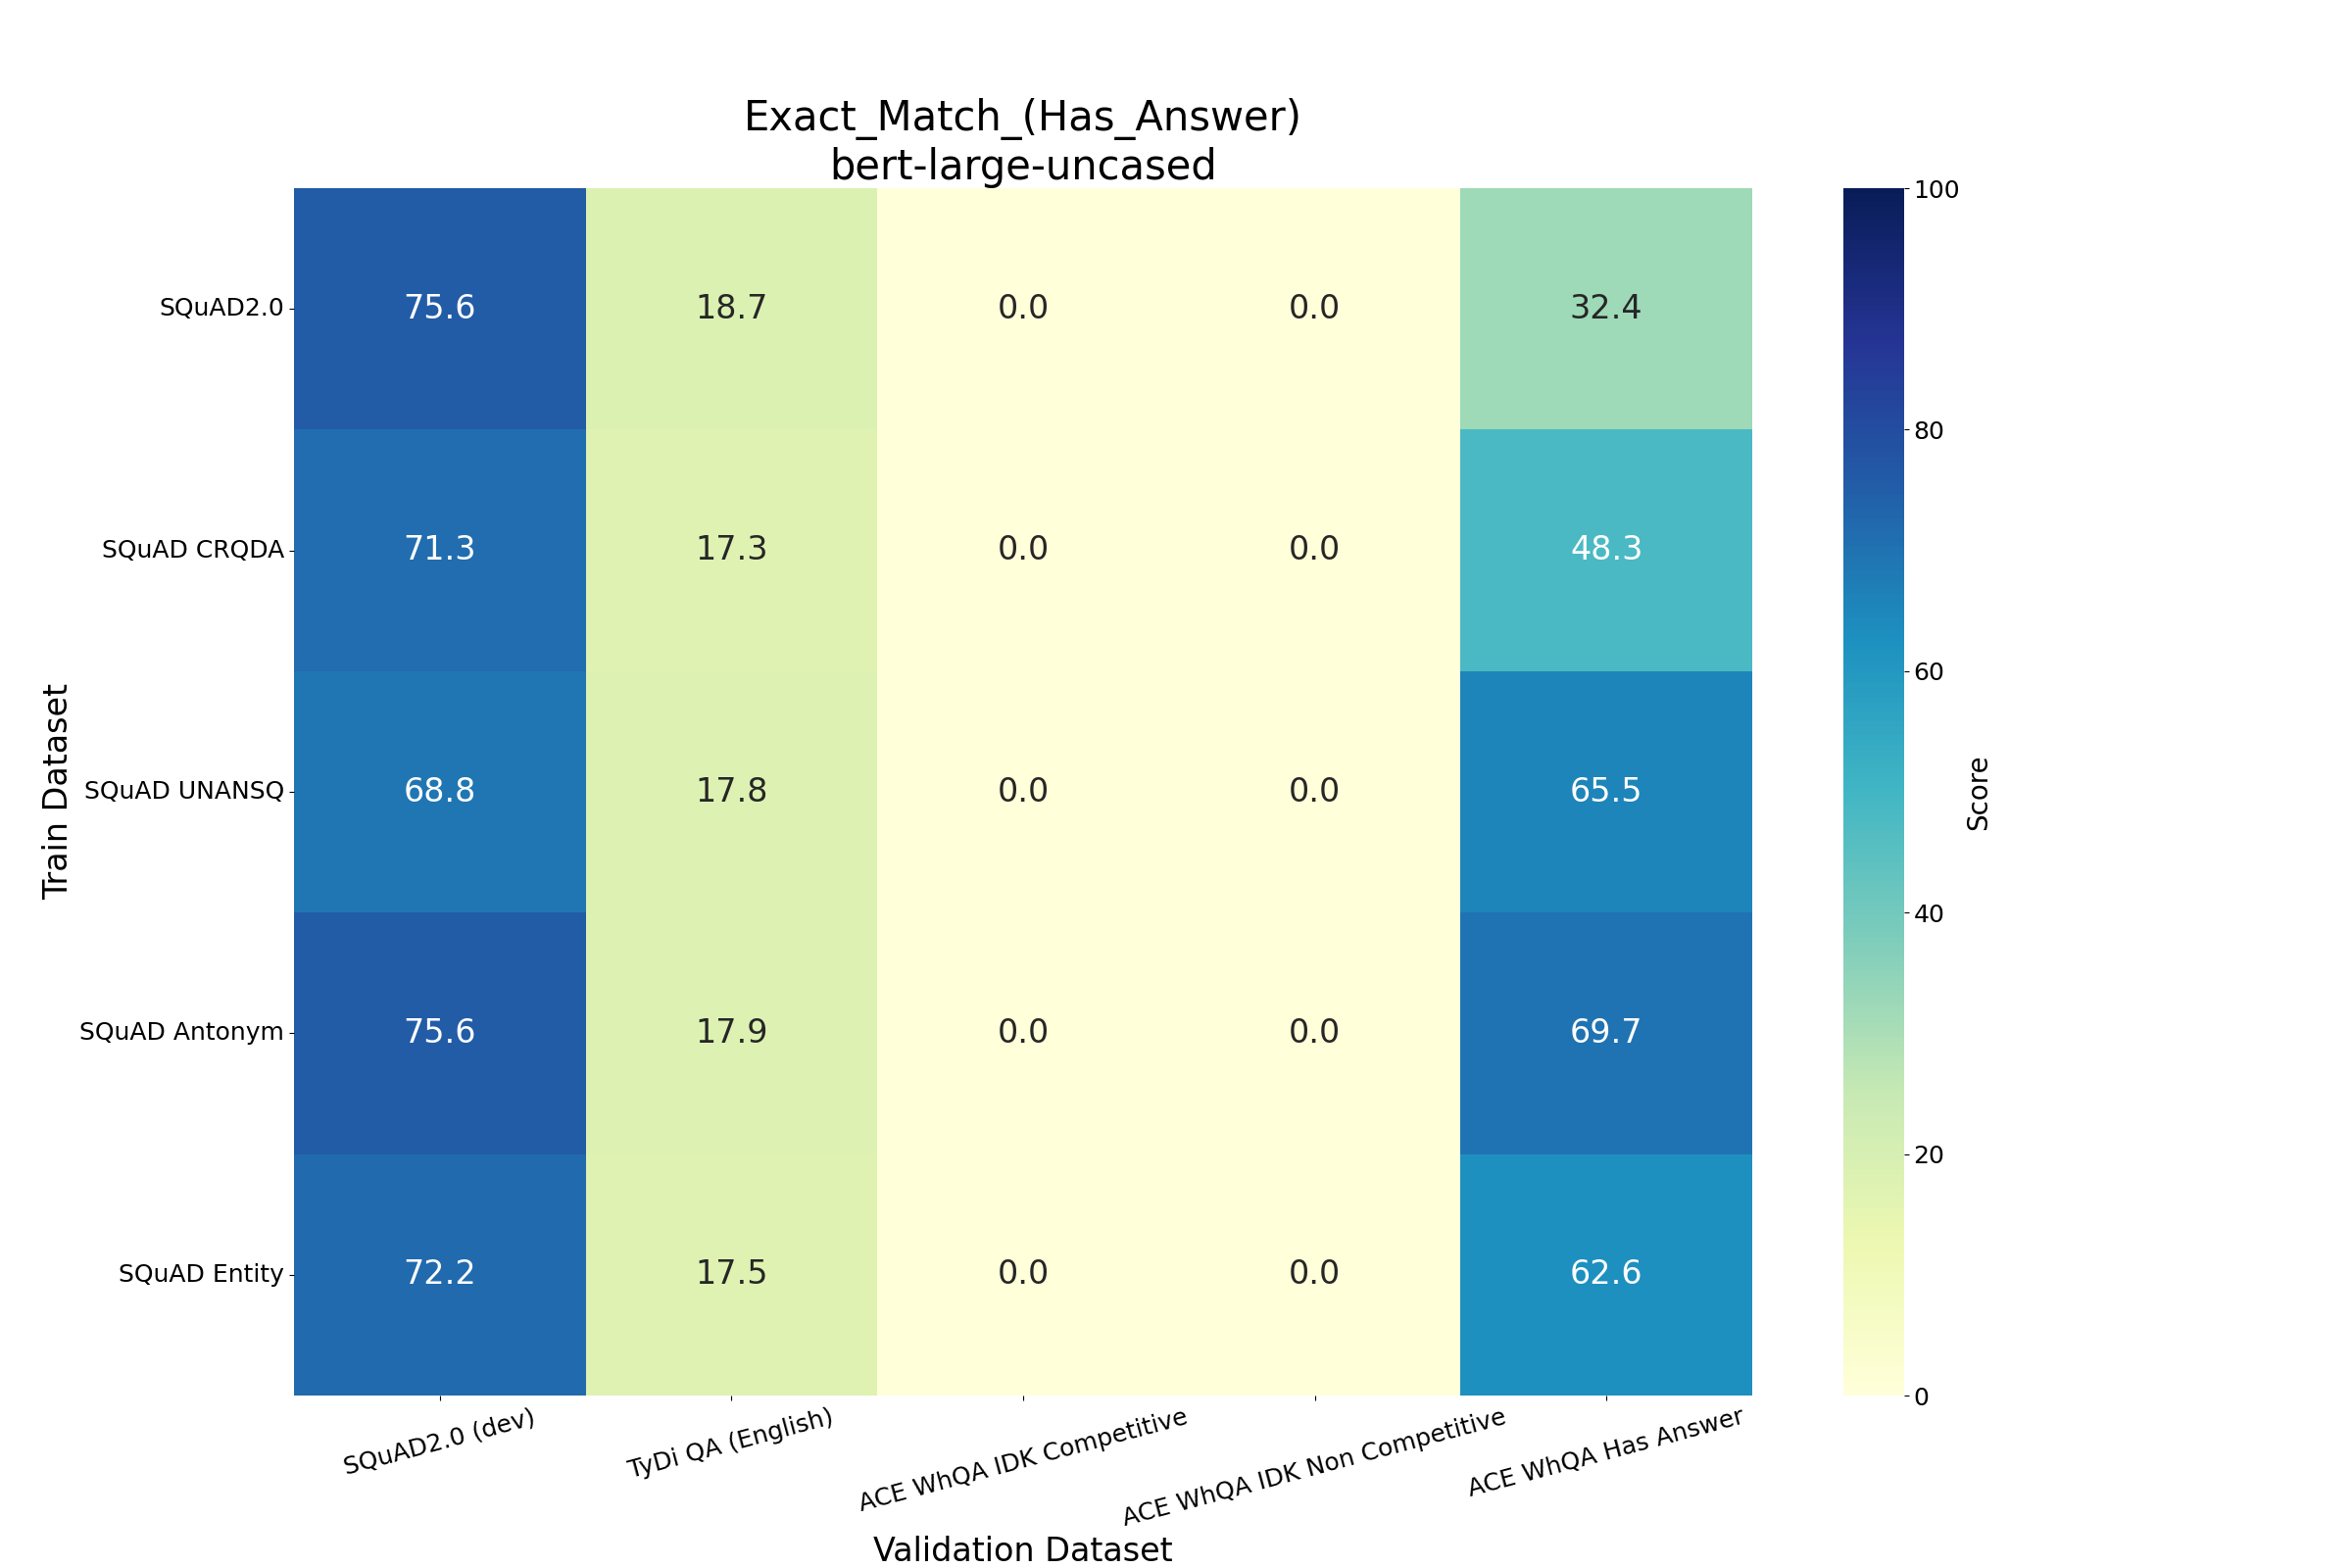 Exact_Match_(Has_Answer)
bert-large-uncased
Train Dataset
SQuAD2.0 75.6 18.7 0.0 0.0 32.4
SQuAD CRQDA 71.3 17.3 0.0 0.0 48.3
SQuAD UNANSQ 68.8 17.8 0.0 0.0 65.5
SQuAD Antonym 75.6 17.9 0.0 0.0 69.7
SQuAD Entity 72.2 17.5 0.0 0.0 62.6
SQuAD2.0 (dev)
TyDi QA (English)
ACE WhQA IDK Competitive
ACE WhQA IDK Non Competitive
ACE WhQA Has Answer
Validation Dataset
100
80
60
40
20
0
Score